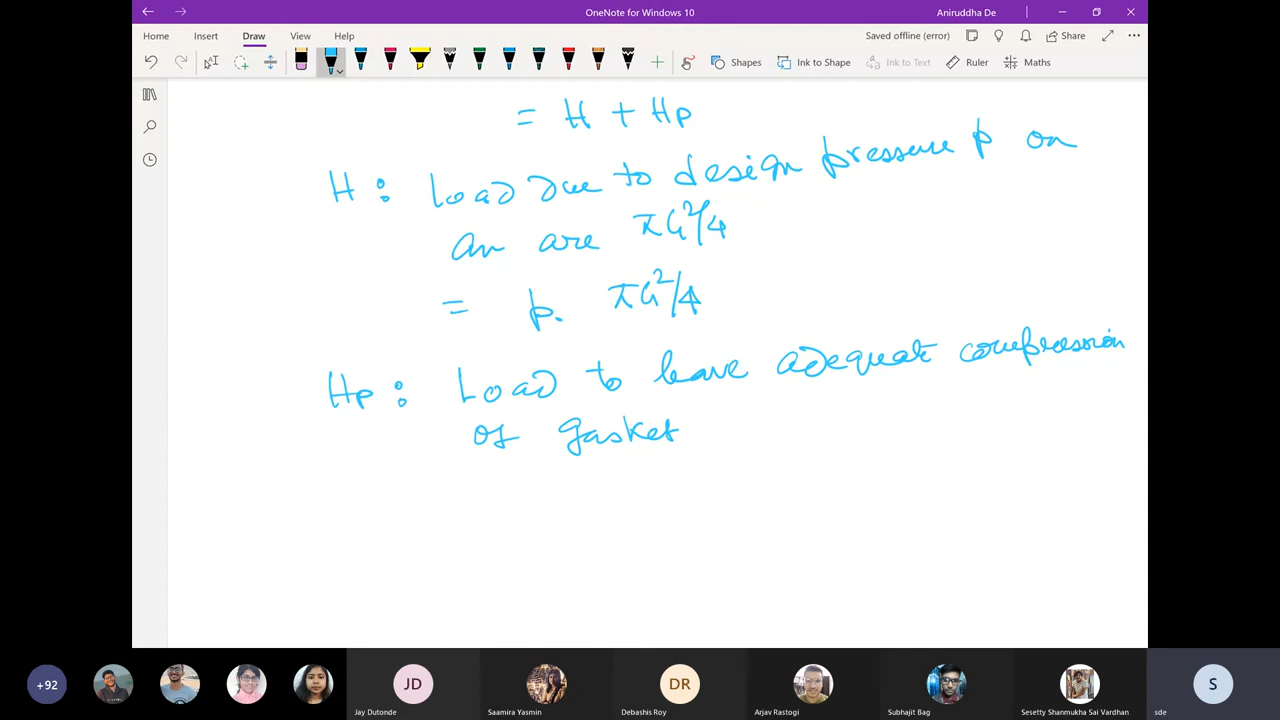 OneNote for Windows 10
Aniruddha De
Home Insert Draw View Help
Saved offline (error) Share
Shapes Ink to Shape Ink to Text Ruler Maths
= H + Hp
H : Load due to design pressure p on
an are πG²/4
= p. πG²/4
Hp : Load to leave adequate compression
of gasket
+92 JD DR S
Jay Dutonde Saamira Yasmin Debashis Roy Arjav Rastogi Subhajit Bag Sesetty Shanmukha Sai Vardhan sde